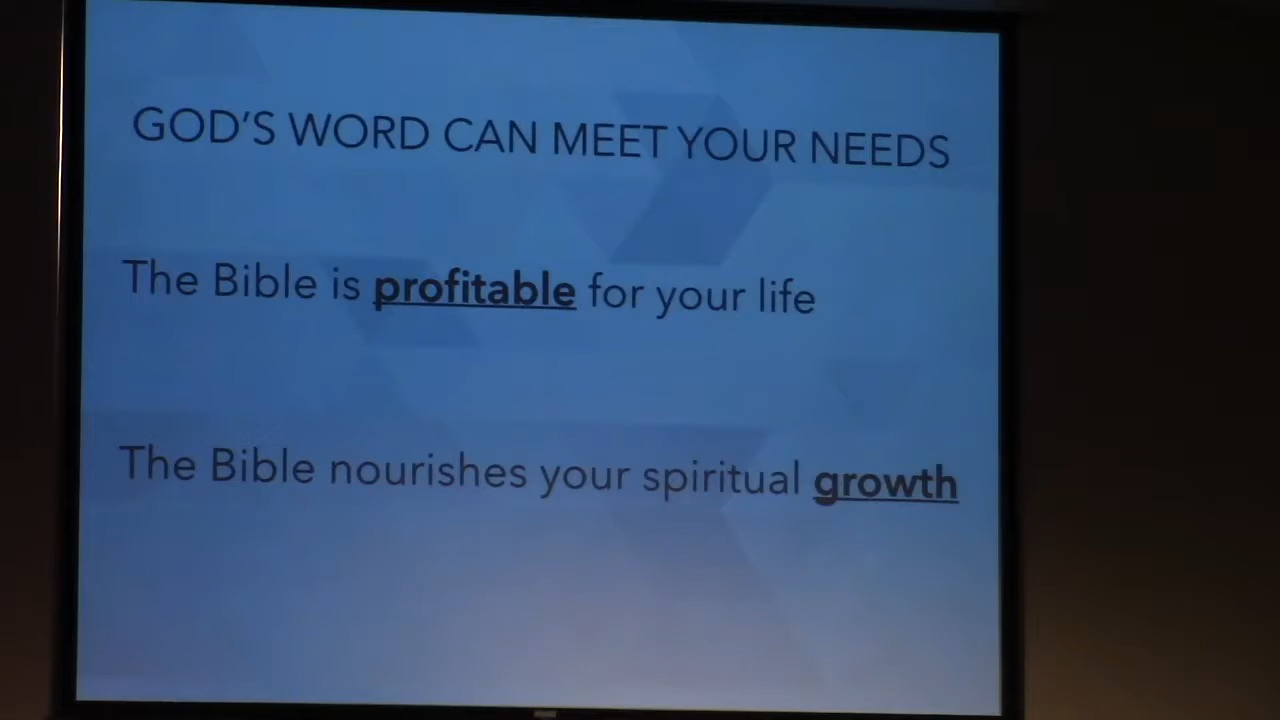 GOD'S WORD CAN MEET YOUR NEEDS
The Bible is profitable for your life
The Bible nourishes your spiritual growth